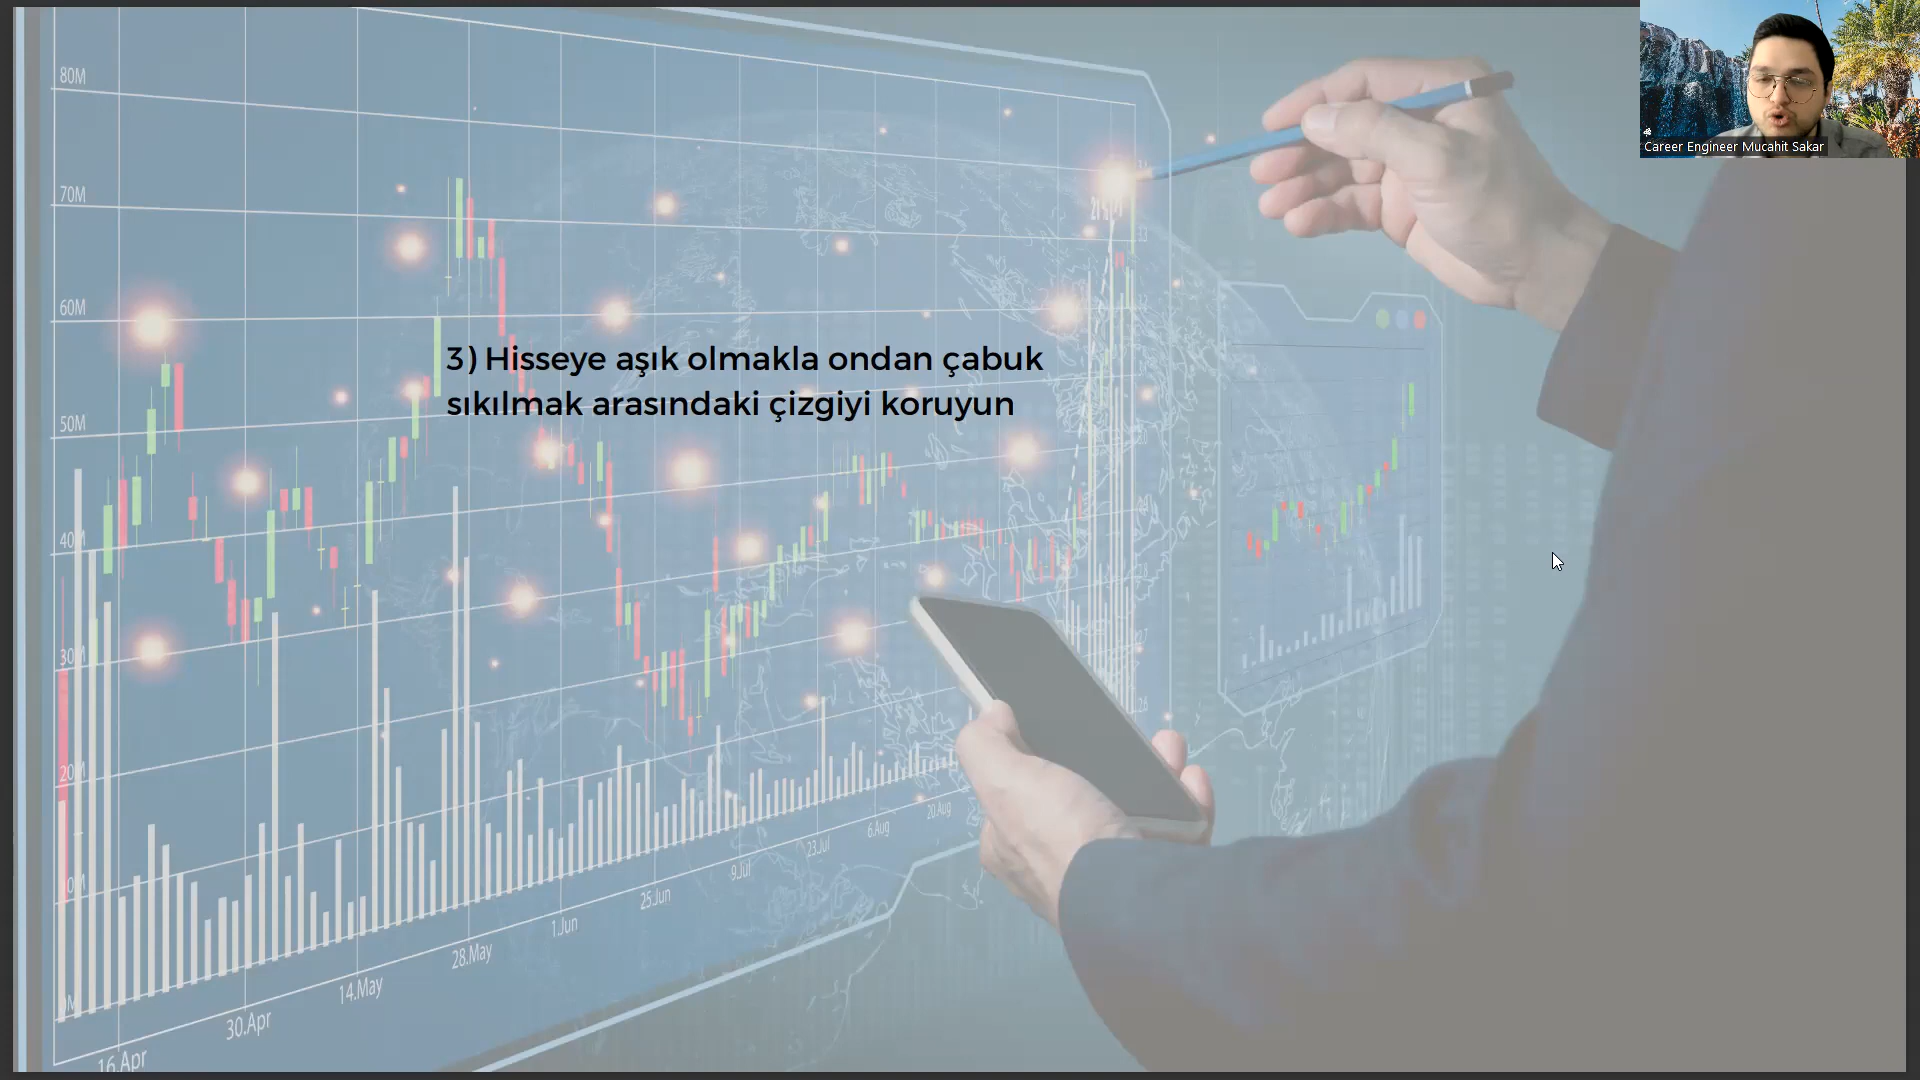 Career Engineer Mucahit Sakar
80M
70M
60M
50M
40M
30M
20M
3) Hisseye aşık olmakla ondan çabuk
sıkılmak arasındaki çizgiyi koruyun
16.Apr
30.Apr
14.May
28.May
1.Jun
25.Jun
9.Jul
23.Jul
6.Aug
20.Aug